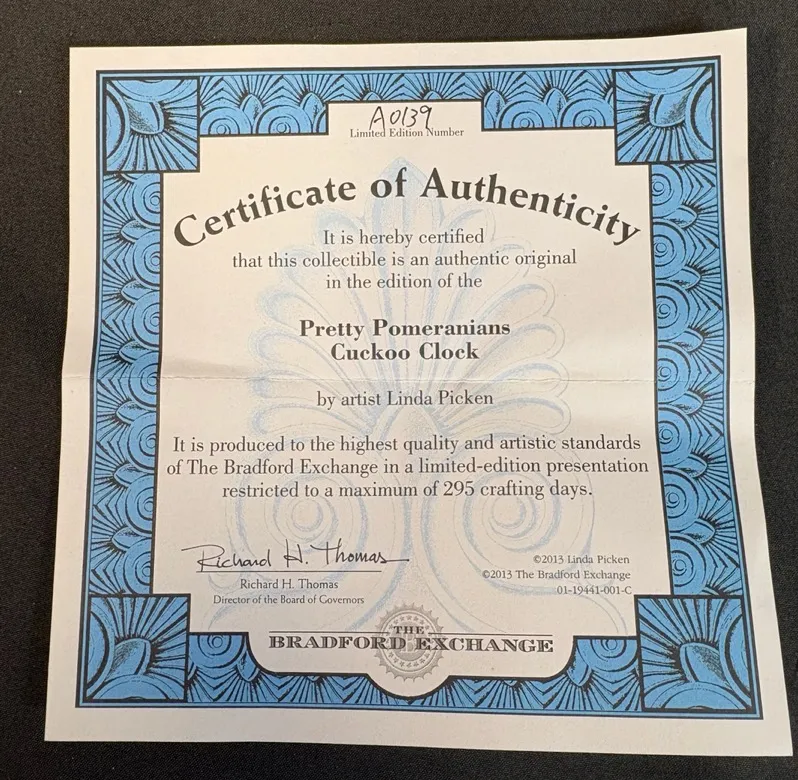 A0139
Limited Edition Number
Certificate of Authenticity
It is hereby certified
that this collectible is an authentic original
in the edition of the
Pretty Pomeranians
Cuckoo Clock
by artist Linda Picken
It is produced to the highest quality and artistic standards
of The Bradford Exchange in a limited-edition presentation
restricted to a maximum of 295 crafting days.
Richard H. Thomas
Richard H. Thomas
Director of the Board of Governors
©2013 Linda Picken
©2013 The Bradford Exchange
01-19441-001-C
THE
BRADFORD EXCHANGE